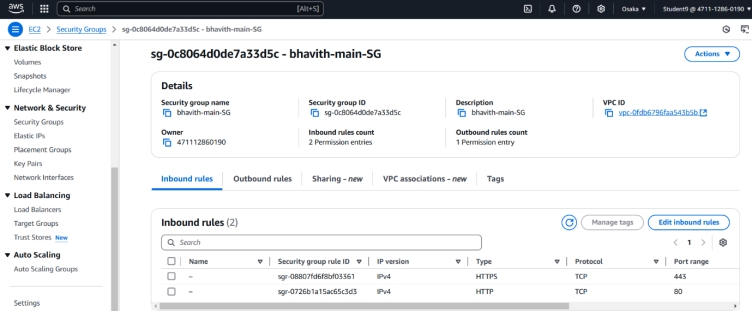 aws Search [Alt+S] Osaka Student9 @ 4711-1286-0190
EC2 > Security Groups > sg-0c8064d0de7a33d5c - bhavith-main-SG
Elastic Block Store
Volumes
Snapshots
Lifecycle Manager
Network & Security
Security Groups
Elastic IPs
Placement Groups
Key Pairs
Network Interfaces
Load Balancing
Load Balancers
Target Groups
Trust Stores New
Auto Scaling
Auto Scaling Groups
Settings
sg-0c8064d0de7a33d5c - bhavith-main-SG
Actions
Details
Security group name Security group ID Description VPC ID
bhavith-main-SG sg-0c8064d0de7a33d5c bhavith-main-SG vpc-0fdb6796faa543b5b
Owner Inbound rules count Outbound rules count
471112860190 2 Permission entries 1 Permission entry
Inbound rules Outbound rules Sharing - new VPC associations - new Tags
Inbound rules (2) Manage tags Edit inbound rules
Search 1
Name Security group rule ID IP version Type Protocol Port range
– sgr-08807fd6f8bf03361 IPv4 HTTPS TCP 443
– sgr-0726b1a15ac65c3d3 IPv4 HTTP TCP 80